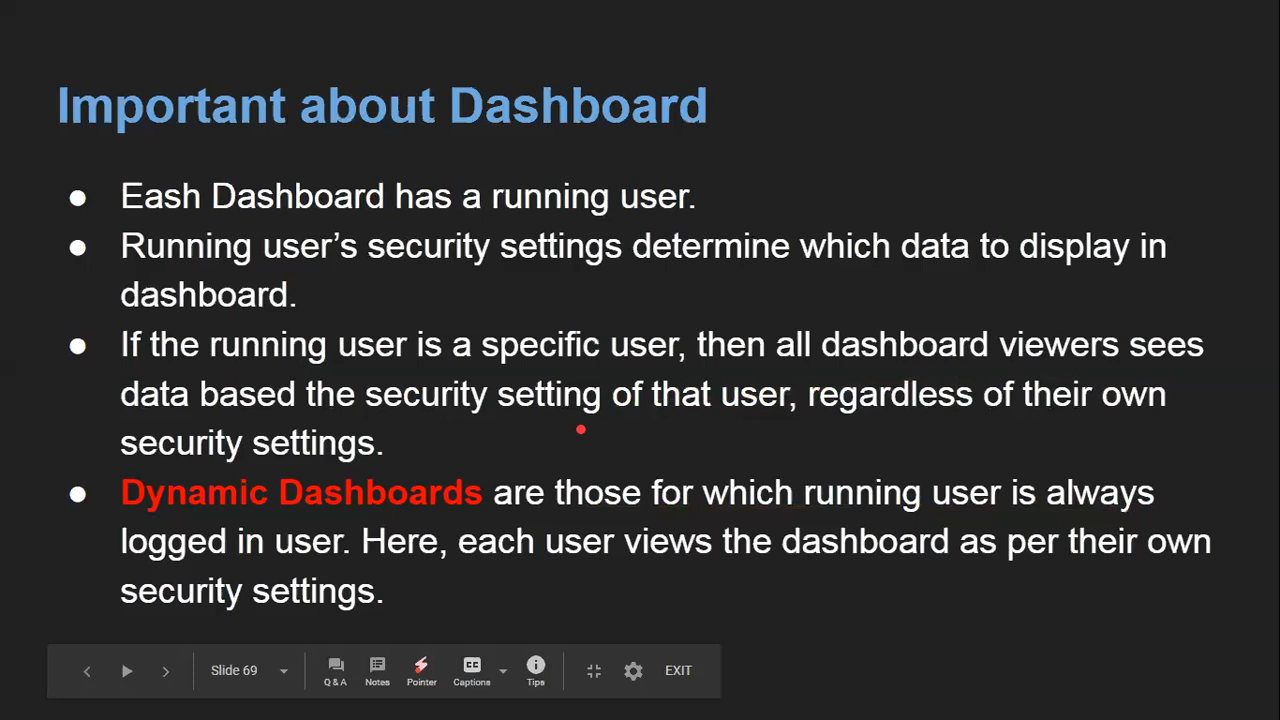 Important about Dashboard
● Eash Dashboard has a running user.
● Running user’s security settings determine which data to display in
dashboard.
● If the running user is a specific user, then all dashboard viewers sees
data based the security setting of that user, regardless of their own
security settings.
● Dynamic Dashboards are those for which running user is always
logged in user. Here, each user views the dashboard as per their own
security settings.
Slide 69
Q & A Notes Pointer Captions Tips EXIT